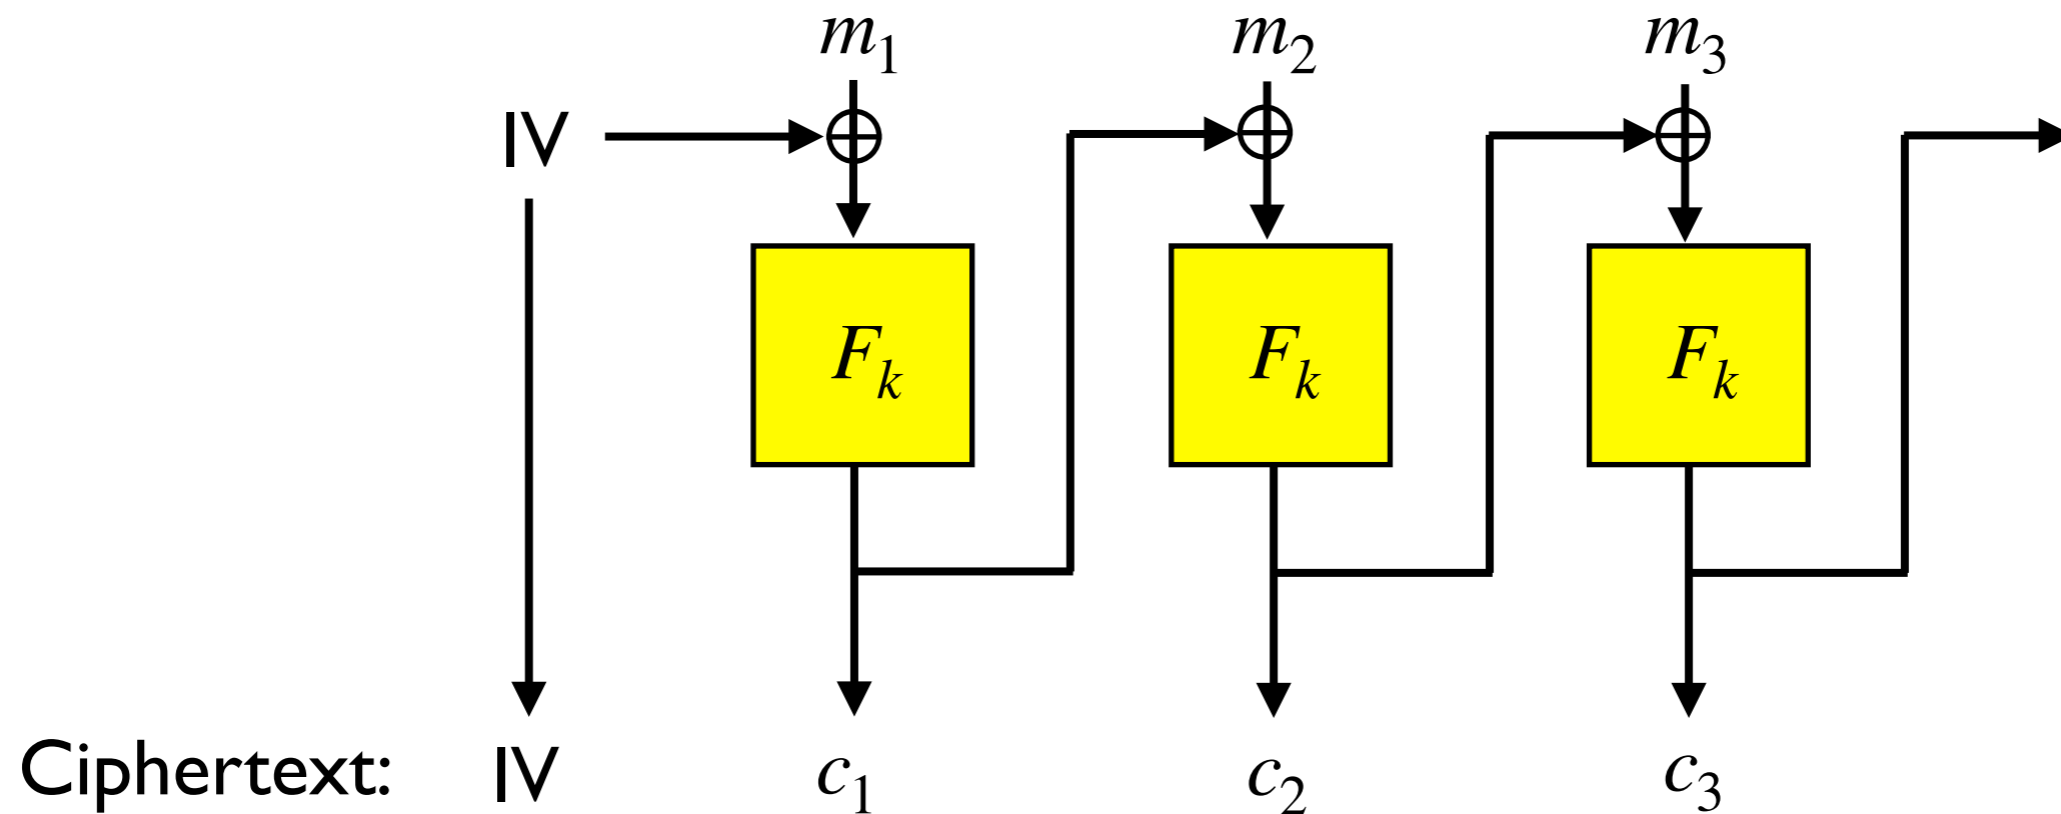 m₁ m₂ m₃
IV
Fₖ Fₖ Fₖ
Ciphertext: IV c₁ c₂ c₃